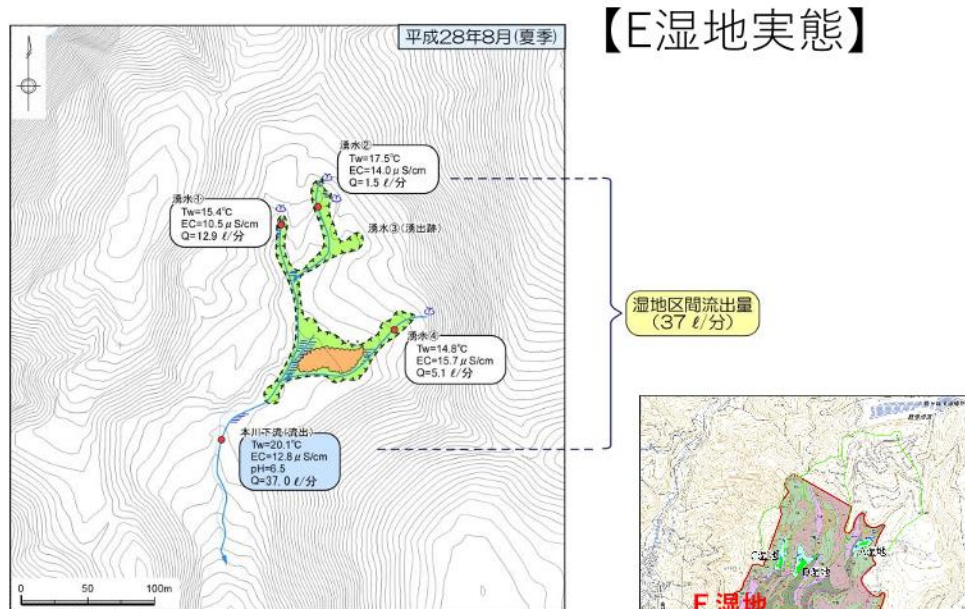 【E湿地実態】
平成28年8月(夏季)
湧水②
Tw=17.5℃
EC=14.0μS/cm
Q=1.5 ℓ/分
湧水①
Tw=15.4℃
EC=10.5μS/cm
Q=12.9 ℓ/分
湧水③(湧出跡)
湿地区間流出量
(37 ℓ/分)
湧水④
Tw=14.8℃
EC=15.7μS/cm
Q=5.1 ℓ/分
本川下流(流出)
Tw=20.1℃
EC=12.8μS/cm
pH=6.5
Q=37.0 ℓ/分
0 50 100m
D湿地
E湿地